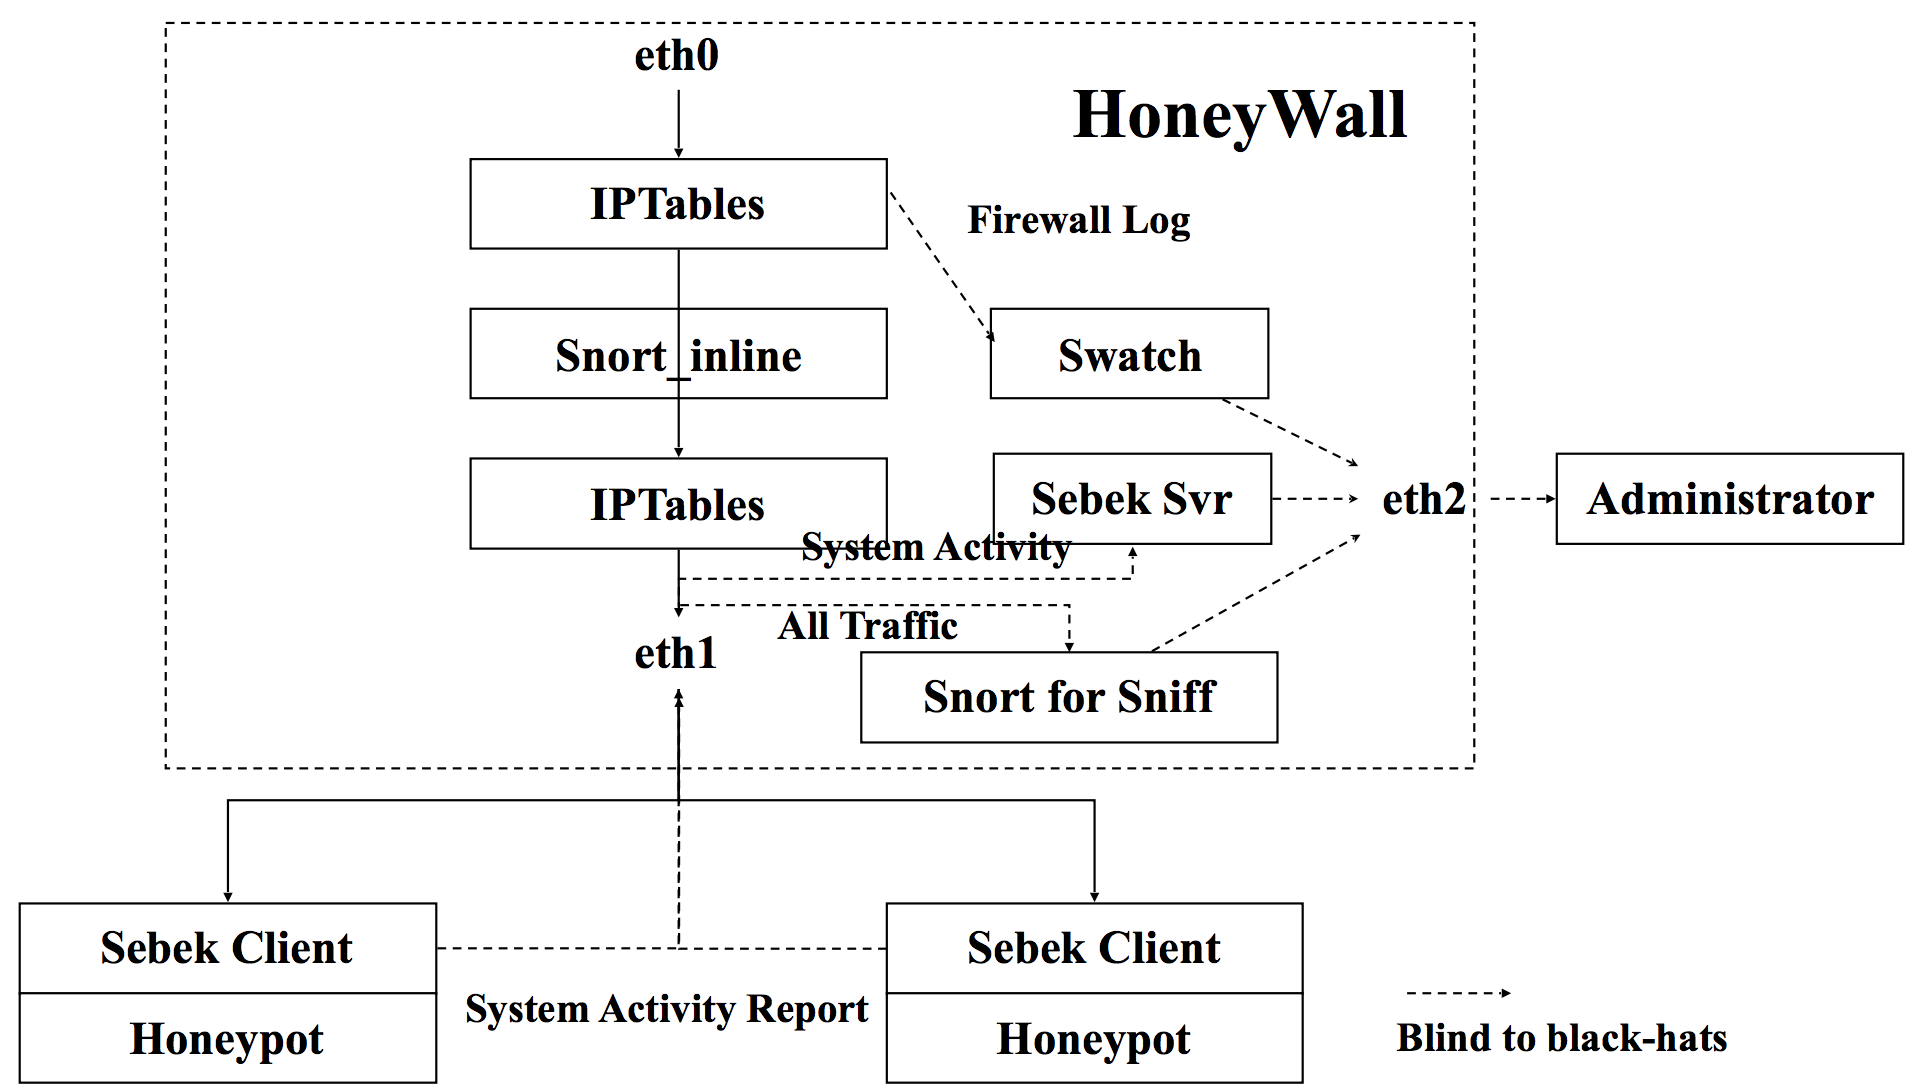 eth0
HoneyWall
IPTables
Firewall Log
Snort_inline
Swatch
IPTables
Sebek Svr
eth2
Administrator
System Activity
All Traffic
eth1
Snort for Sniff
Sebek Client
Sebek Client
System Activity Report
Honeypot
Honeypot
Blind to black-hats